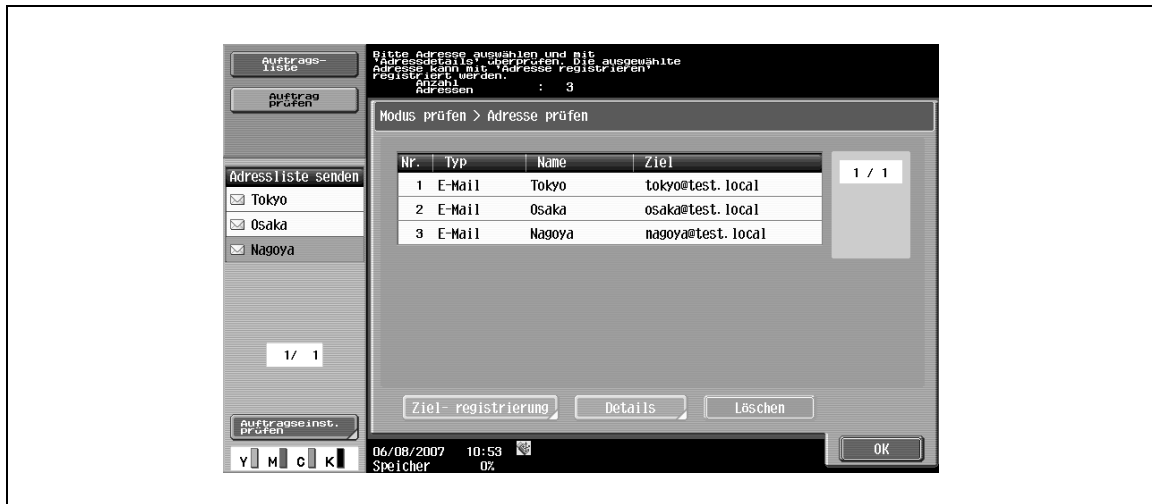 Auftrags-
liste
Auftrag
prüfen
Bitte Adresse auswählen und mit
'Adressdetails' überprüfen. Die ausgewählte
Adresse kann mit 'Adresse registrieren'
registriert werden.
Anzahl
Adressen : 3
Modus prüfen > Adresse prüfen
Nr. Typ Name Ziel
1 E-Mail Tokyo tokyo@test.local
2 E-Mail Osaka osaka@test.local
3 E-Mail Nagoya nagoya@test.local
1 / 1
Adressliste senden
Tokyo
Osaka
Nagoya
1/ 1
Ziel- registrierung
Details
Löschen
Auftragseinst.
prüfen
Y M C K
06/08/2007 10:53
Speicher 0%
OK